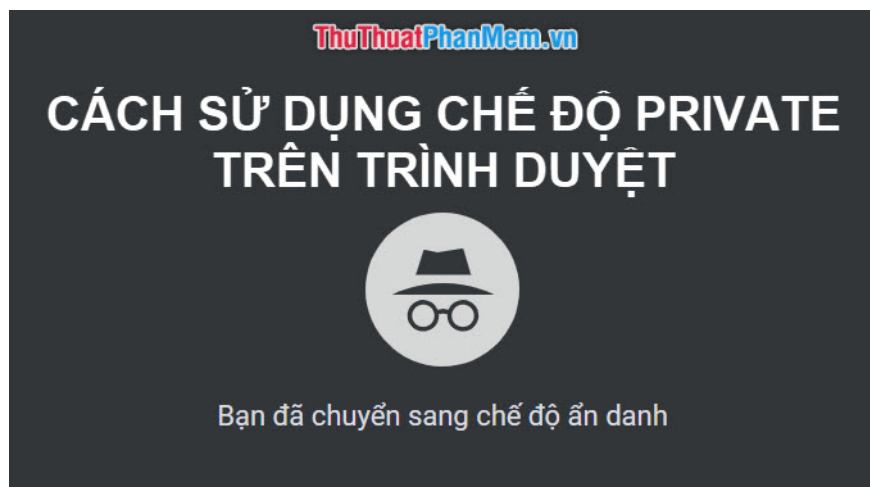 ThuThuatPhanMem.vn
CÁCH SỬ DỤNG CHẾ ĐỘ PRIVATE
TRÊN TRÌNH DUYỆT
Bạn đã chuyển sang chế độ ẩn danh